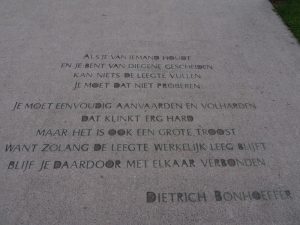 ALS JE VAN IEMAND HOUDT
EN JE BENT VAN DIEGENE GESCHEIDEN
KAN NIETS DE LEEGTE VULLEN
JE MOET DAT NIET PROBEREN
JE MOET EENVOUDIG AANVAARDEN EN VOLHARDEN
DAT KLINKT ERG HARD
MAAR HET IS OOK EEN GROTE TROOST
WANT ZOLANG DE LEEGTE WERKELIJK LEEG BLIJFT
BLIJF JE DAARDOOR MET ELKAAR VERBONDEN
DIETRICH BONHOEFFER